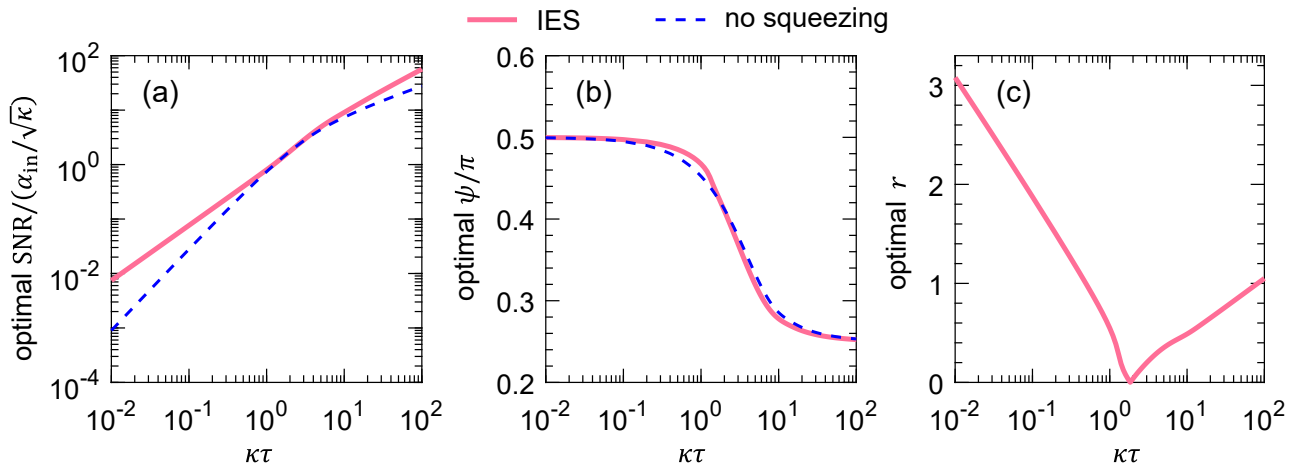 IES no squeezing
(a)
optimal SNR/(α_in/√κ)
10^2
10^0
10^-2
10^-4
10^-2 10^-1 10^0 10^1 10^2
κτ
(b)
optimal ψ/π
0.6
0.5
0.4
0.3
0.2
10^-2 10^-1 10^0 10^1 10^2
κτ
(c)
optimal r
3
2
1
0
10^-2 10^-1 10^0 10^1 10^2
κτ